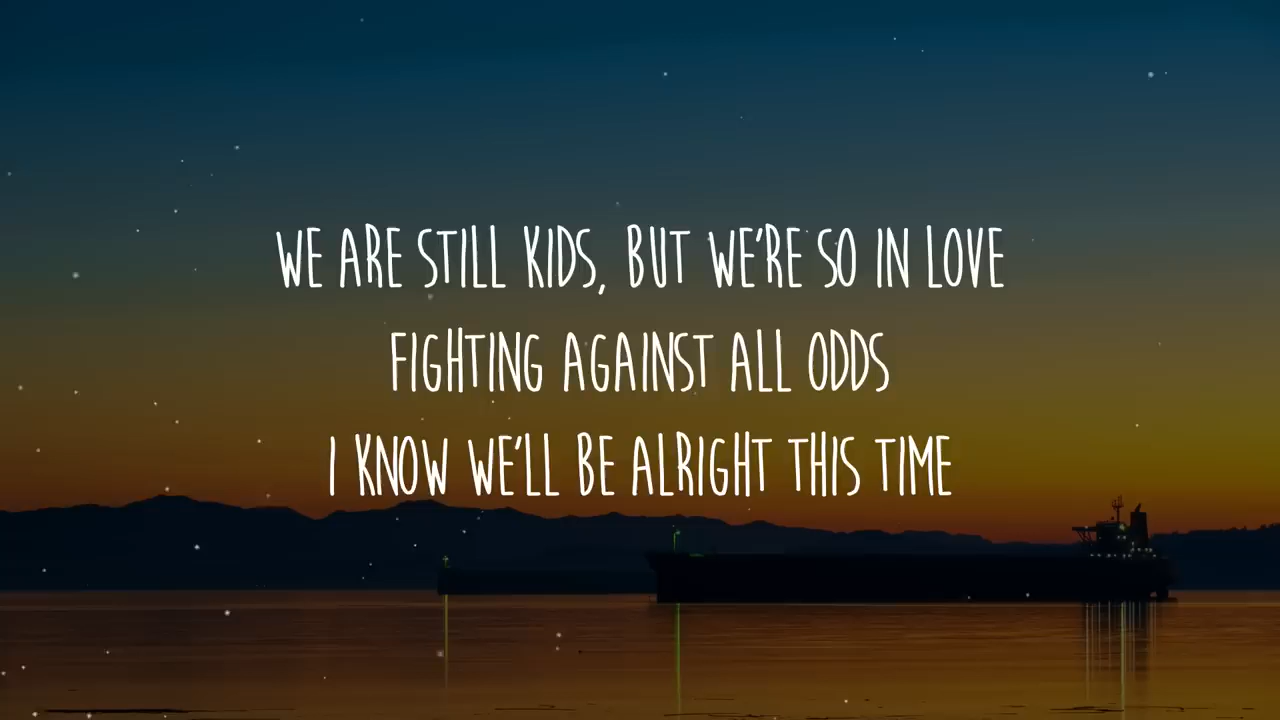 WE ARE STILL KIDS, BUT WE'RE SO IN LOVE
FIGHTING AGAINST ALL ODDS
I KNOW WE'LL BE ALRIGHT THIS TIME